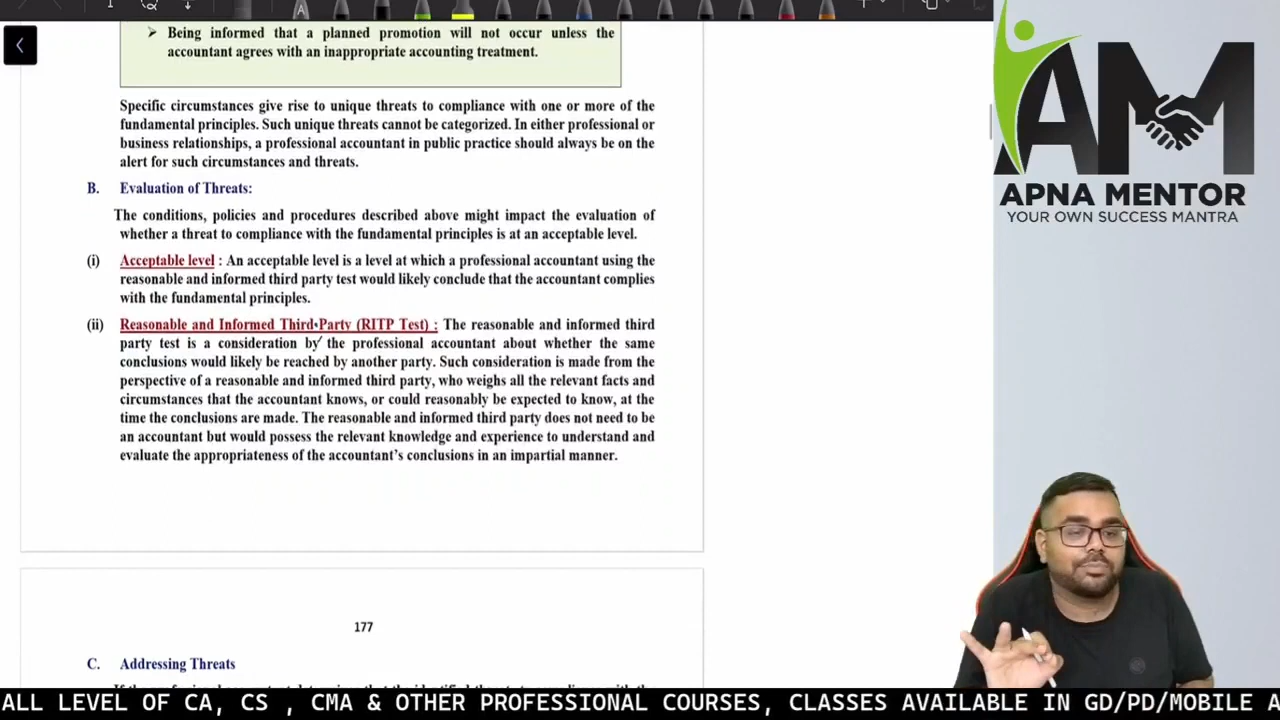 ➢ Being informed that a planned promotion will not occur unless the
accountant agrees with an inappropriate accounting treatment.
Specific circumstances give rise to unique threats to compliance with one or more of the
fundamental principles. Such unique threats cannot be categorized. In either professional or
business relationships, a professional accountant in public practice should always be on the
alert for such circumstances and threats.
B. Evaluation of Threats:
The conditions, policies and procedures described above might impact the evaluation of
whether a threat to compliance with the fundamental principles is at an acceptable level.
(i) Acceptable level : An acceptable level is a level at which a professional accountant using the
reasonable and informed third party test would likely conclude that the accountant complies
with the fundamental principles.
(ii) Reasonable and Informed Third Party (RITP Test) : The reasonable and informed third
party test is a consideration by the professional accountant about whether the same
conclusions would likely be reached by another party. Such consideration is made from the
perspective of a reasonable and informed third party, who weighs all the relevant facts and
circumstances that the accountant knows, or could reasonably be expected to know, at the
time the conclusions are made. The reasonable and informed third party does not need to be
an accountant but would possess the relevant knowledge and experience to understand and
evaluate the appropriateness of the accountant's conclusions in an impartial manner.
177
C. Addressing Threats
AM
APNA MENTOR
YOUR OWN SUCCESS MANTRA
ALL LEVEL OF CA, CS , CMA & OTHER PROFESSIONAL COURSES, CLASSES AVAILABLE IN GD/PD/MOBILE A